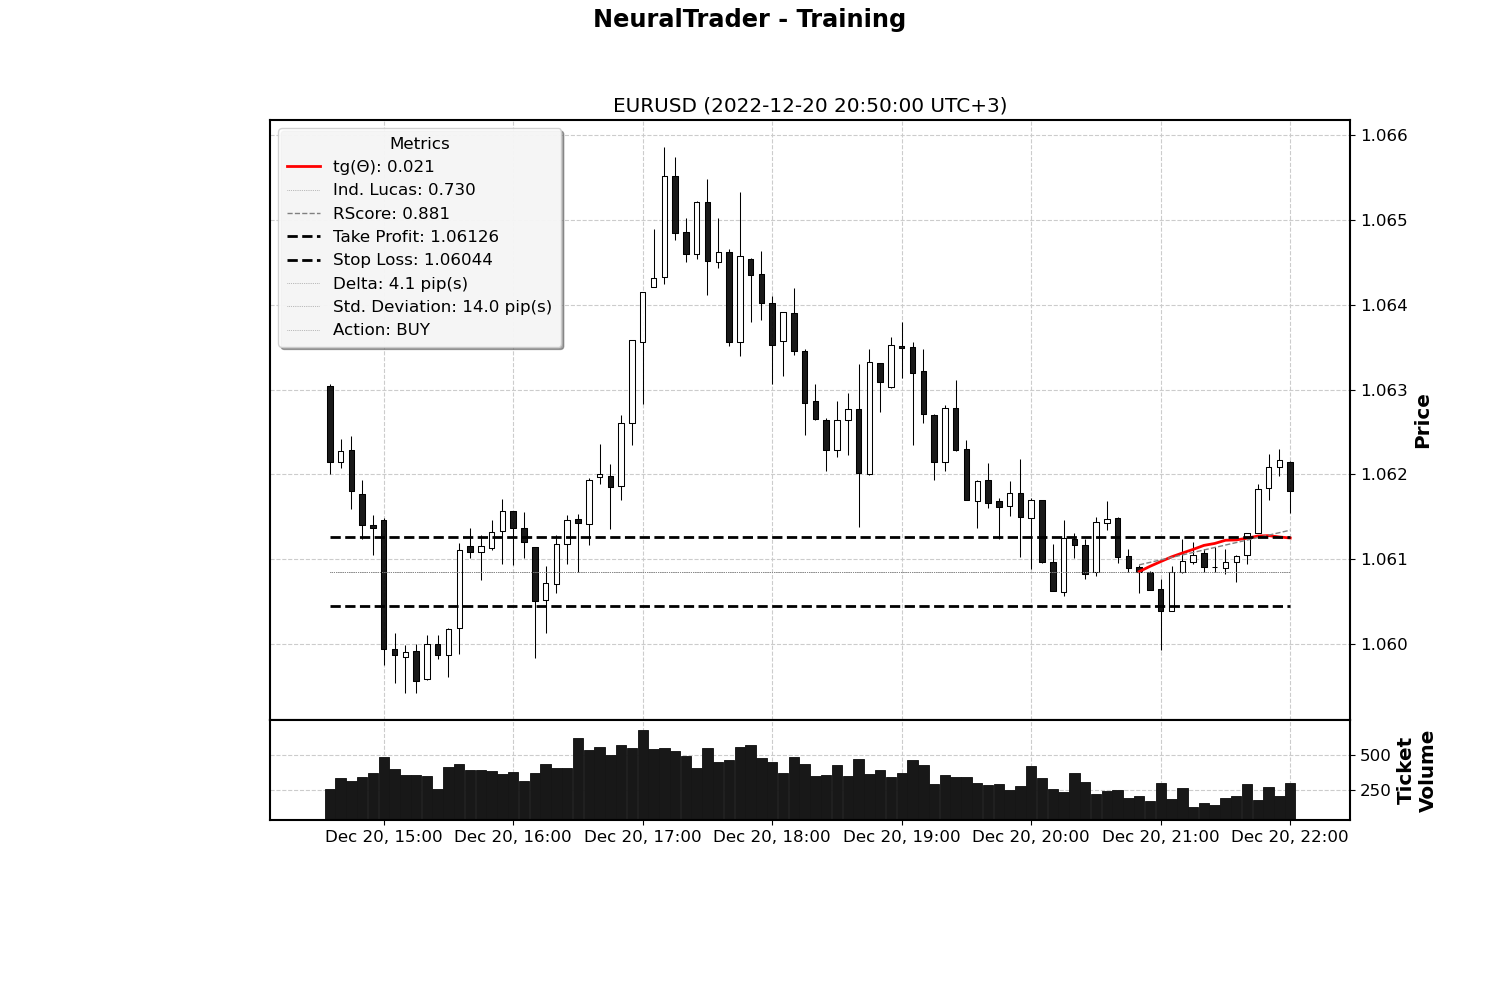 NeuralTrader - Training
EURUSD (2022-12-20 20:50:00 UTC+3)
Metrics
tg(Θ): 0.021
Ind. Lucas: 0.730
RScore: 0.881
Take Profit: 1.06126
Stop Loss: 1.06044
Delta: 4.1 pip(s)
Std. Deviation: 14.0 pip(s)
Action: BUY
1.066
1.065
1.064
1.063
1.062
1.061
1.060
Price
500
250
Ticket
Volume
Dec 20, 15:00
Dec 20, 16:00
Dec 20, 17:00
Dec 20, 18:00
Dec 20, 19:00
Dec 20, 20:00
Dec 20, 21:00
Dec 20, 22:00